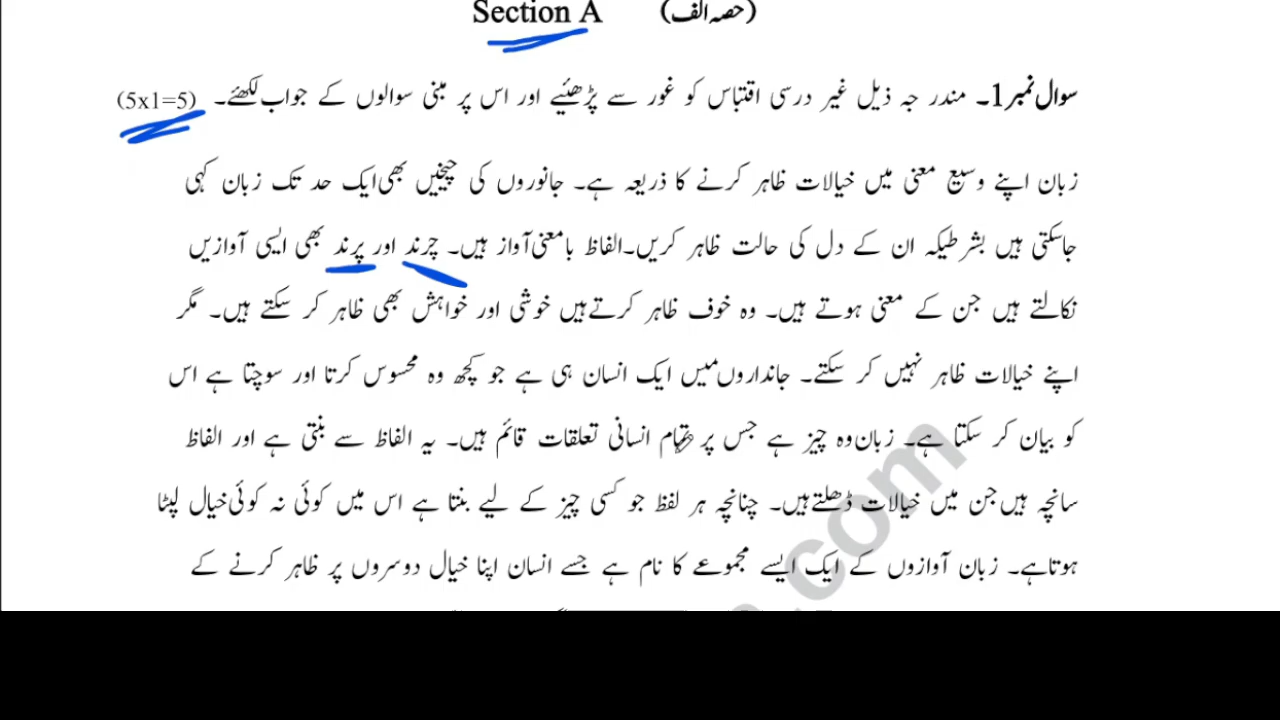 Section A (حصہ الف)
سوال نمبر1۔ مندر جہ ذیل غیر درسی اقتباس کو غور سے پڑھئیے اور اس پر مبنی سوالوں کے جواب لکھئے۔ (5x1=5)
زبان اپنے وسیع معنی میں خیالات ظاہر کرنے کا ذریعہ ہے۔ جانوروں کی چیخیں بھی ایک حد تک زبان کہی
جاسکتی ہیں بشرطیکہ ان کے دل کی حالت ظاہر کریں۔ الفاظ بامعنی آواز ہیں۔ چرند اور پرند بھی ایسی آوازیں
نکالتے ہیں جن کے معنی ہوتے ہیں۔ وہ خوف ظاہر کرتے ہیں خوشی اور خواہش بھی ظاہر کر سکتے ہیں۔ مگر
اپنے خیالات ظاہر نہیں کر سکتے۔ جانداروں میں ایک انسان ہی ہے جو کچھ وہ محسوس کرتا اور سوچتا ہے اس
کو بیان کر سکتا ہے۔ زبان وہ چیز ہے جس پر تمام انسانی تعلقات قائم ہیں۔ یہ الفاظ سے بنتی ہے اور الفاظ
سانچہ ہیں جن میں خیالات ڈھلتے ہیں۔ چنانچہ ہر لفظ جو کسی چیز کے لیے بنتا ہے اس میں کوئی نہ کوئی خیال لپٹا
ہوتا ہے۔ زبان آوازوں کے ایک ایسے مجموعے کا نام ہے جسے انسان اپنا خیال دوسروں پر ظاہر کرنے کے
.com